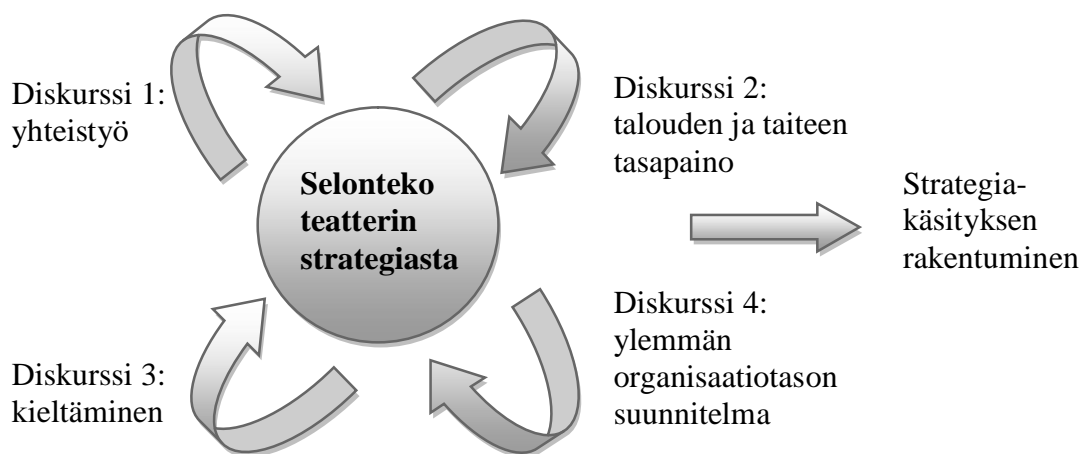 Diskurssi 1:
yhteistyö
Diskurssi 2:
talouden ja taiteen
tasapaino
Selonteko
teatterin
strategiasta
Strategia-
käsityksen
rakentuminen
Diskurssi 3:
kieltäminen
Diskurssi 4:
ylemmän
organisaatiotason
suunnitelma